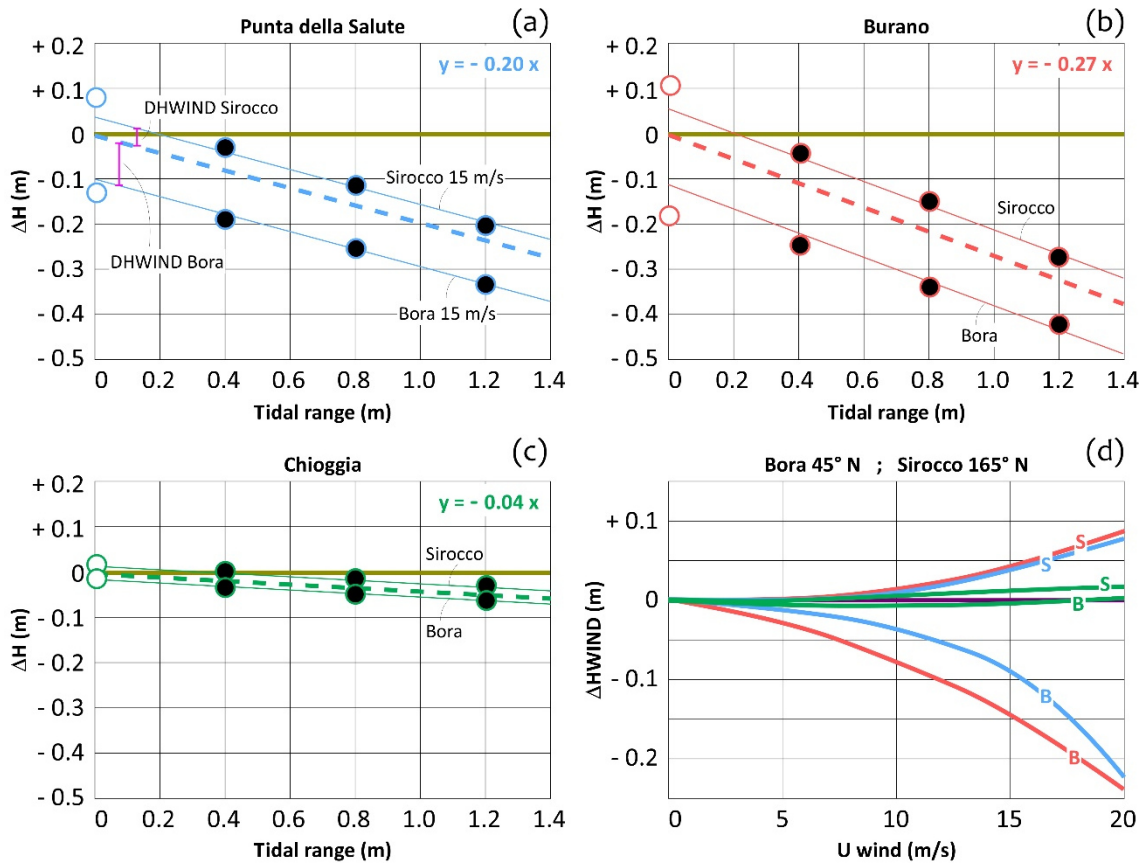 Punta della Salute
(a)
+ 0.2
+ 0.1
0
- 0.1
- 0.2
- 0.3
- 0.4
- 0.5
ΔH (m)
y = - 0.20 x
DHWIND Sirocco
Sirocco 15 m/s
DHWIND Bora
Bora 15 m/s
0 0.2 0.4 0.6 0.8 1.0 1.2 1.4
Tidal range (m)
Burano
(b)
+ 0.2
+ 0.1
0
- 0.1
- 0.2
- 0.3
- 0.4
- 0.5
ΔH (m)
y = - 0.27 x
Sirocco
Bora
0 0.2 0.4 0.6 0.8 1.0 1.2 1.4
Tidal range (m)
Chioggia
(c)
+ 0.2
+ 0.1
0
- 0.1
- 0.2
- 0.3
- 0.4
- 0.5
ΔH (m)
y = - 0.04 x
Sirocco
Bora
0 0.2 0.4 0.6 0.8 1.0 1.2 1.4
Tidal range (m)
(d)
Bora 45° N ; Sirocco 165° N
+ 0.1
0
- 0.1
- 0.2
ΔHWIND (m)
S
S
S
B
B
B
0 5 10 15 20
U wind (m/s)